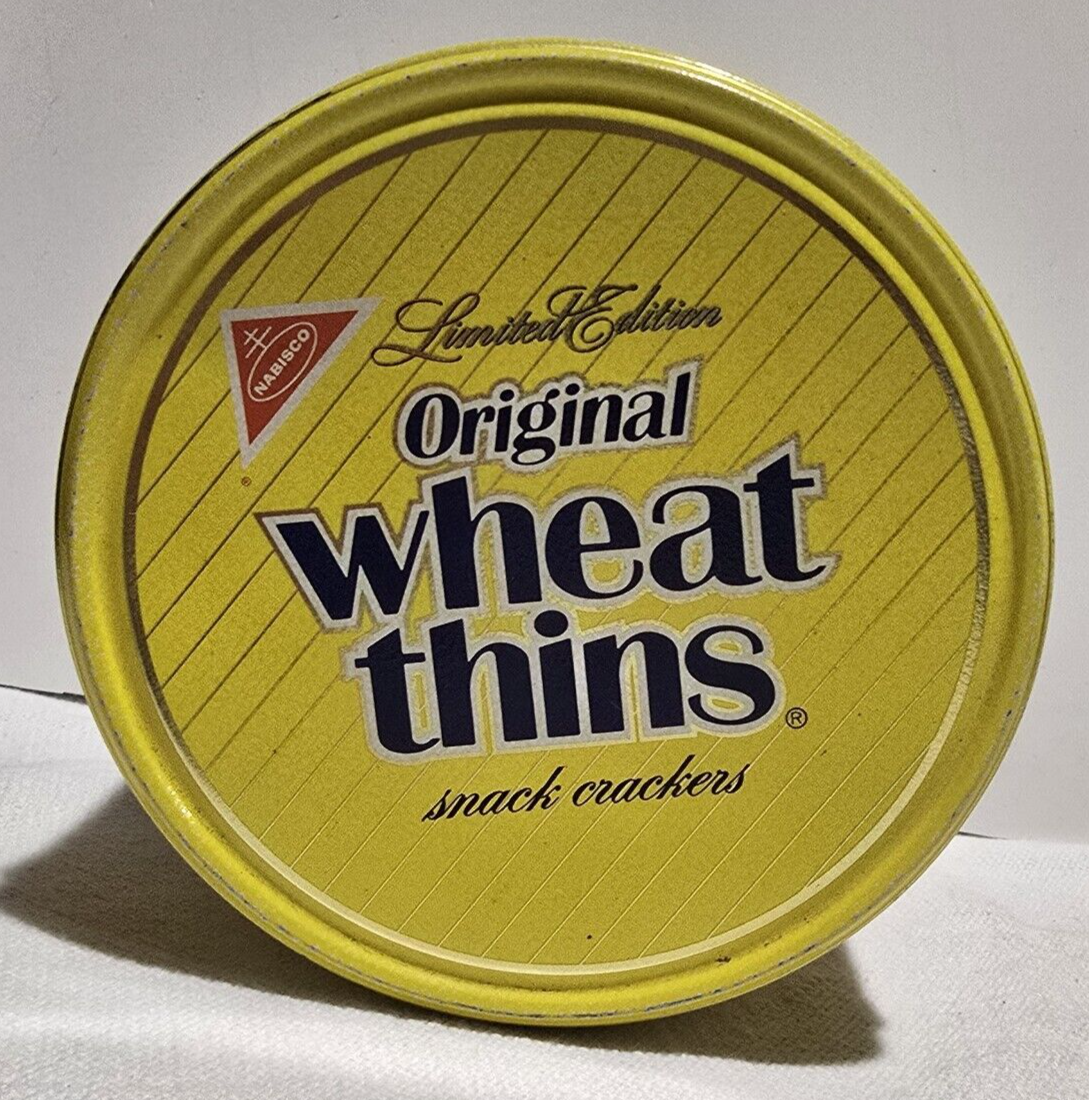 NABISCO
®
Limited Edition
Original
wheat
thins®
snack crackers